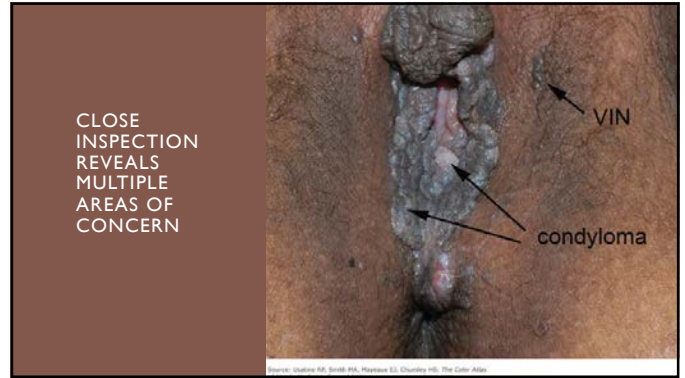 CLOSE
INSPECTION
REVEALS
MULTIPLE
AREAS OF
CONCERN
VIN
condyloma
Source: Usatine RP, Smith MA, Mayeaux EJ, Chumley HS: The Color Atlas